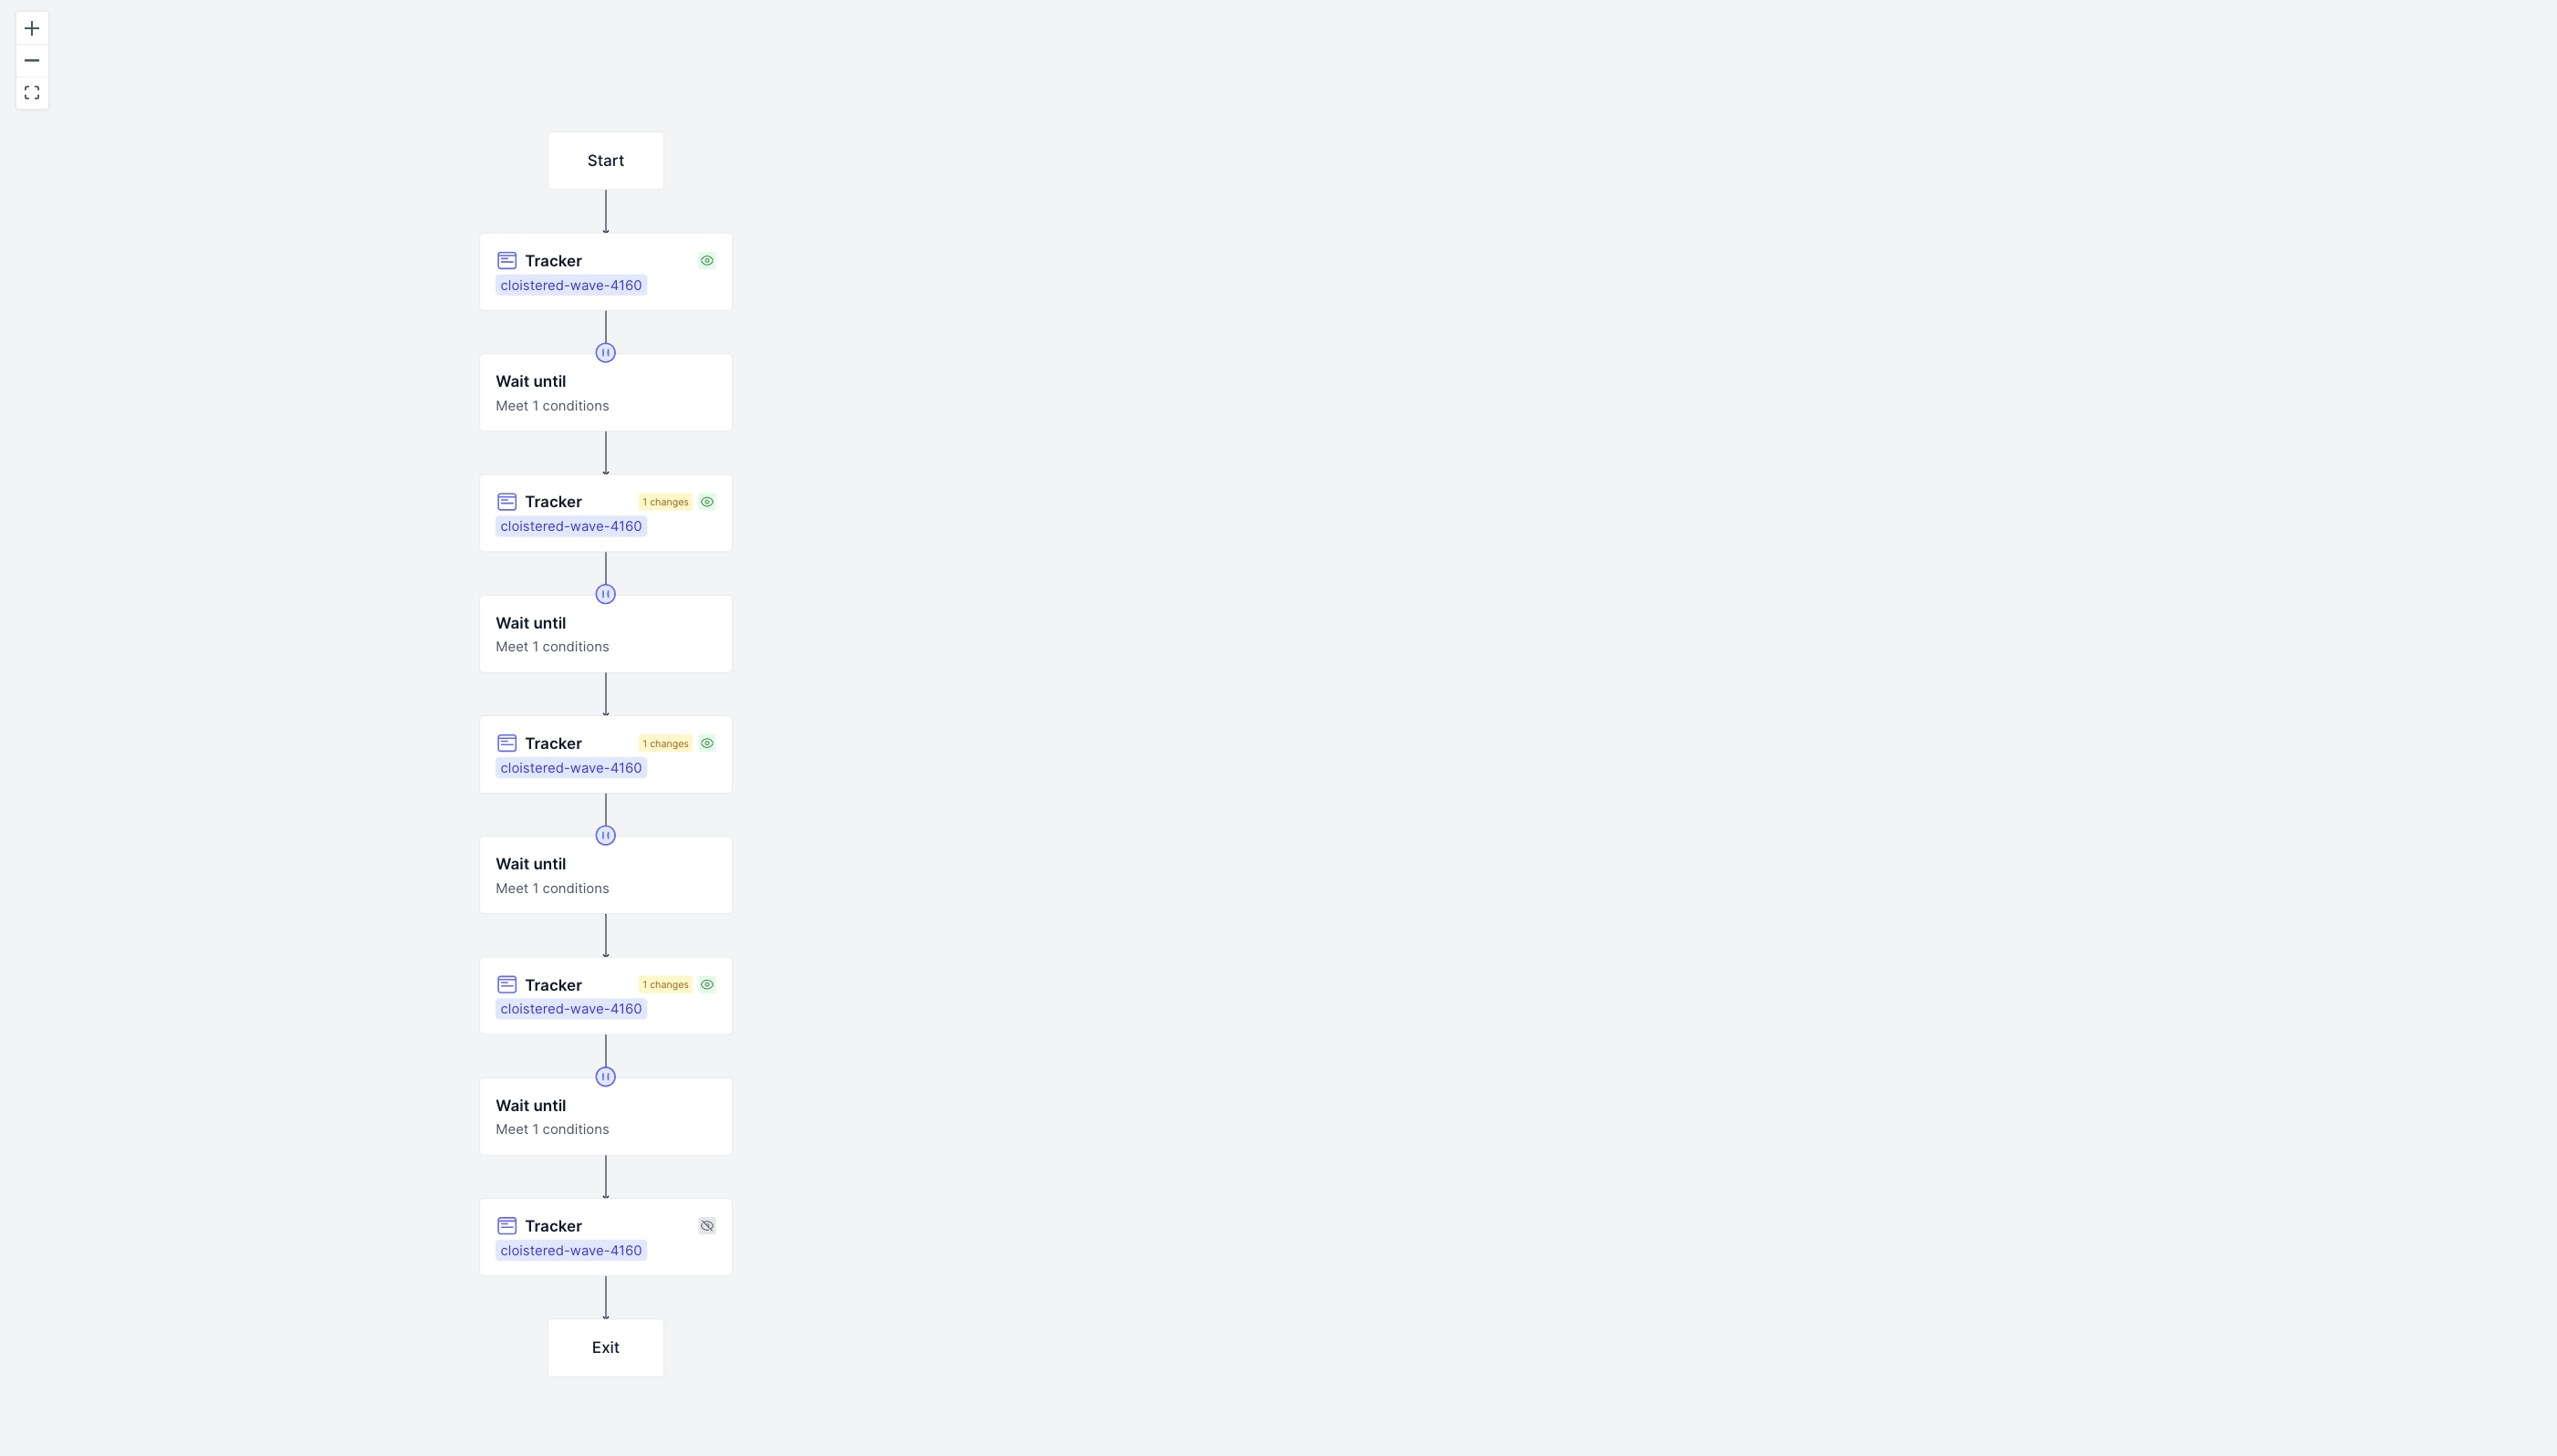 Start
Tracker
cloistered-wave-4160
Wait until
Meet 1 conditions
Tracker 1 changes
cloistered-wave-4160
Wait until
Meet 1 conditions
Tracker 1 changes
cloistered-wave-4160
Wait until
Meet 1 conditions
Tracker 1 changes
cloistered-wave-4160
Wait until
Meet 1 conditions
Tracker
cloistered-wave-4160
Exit